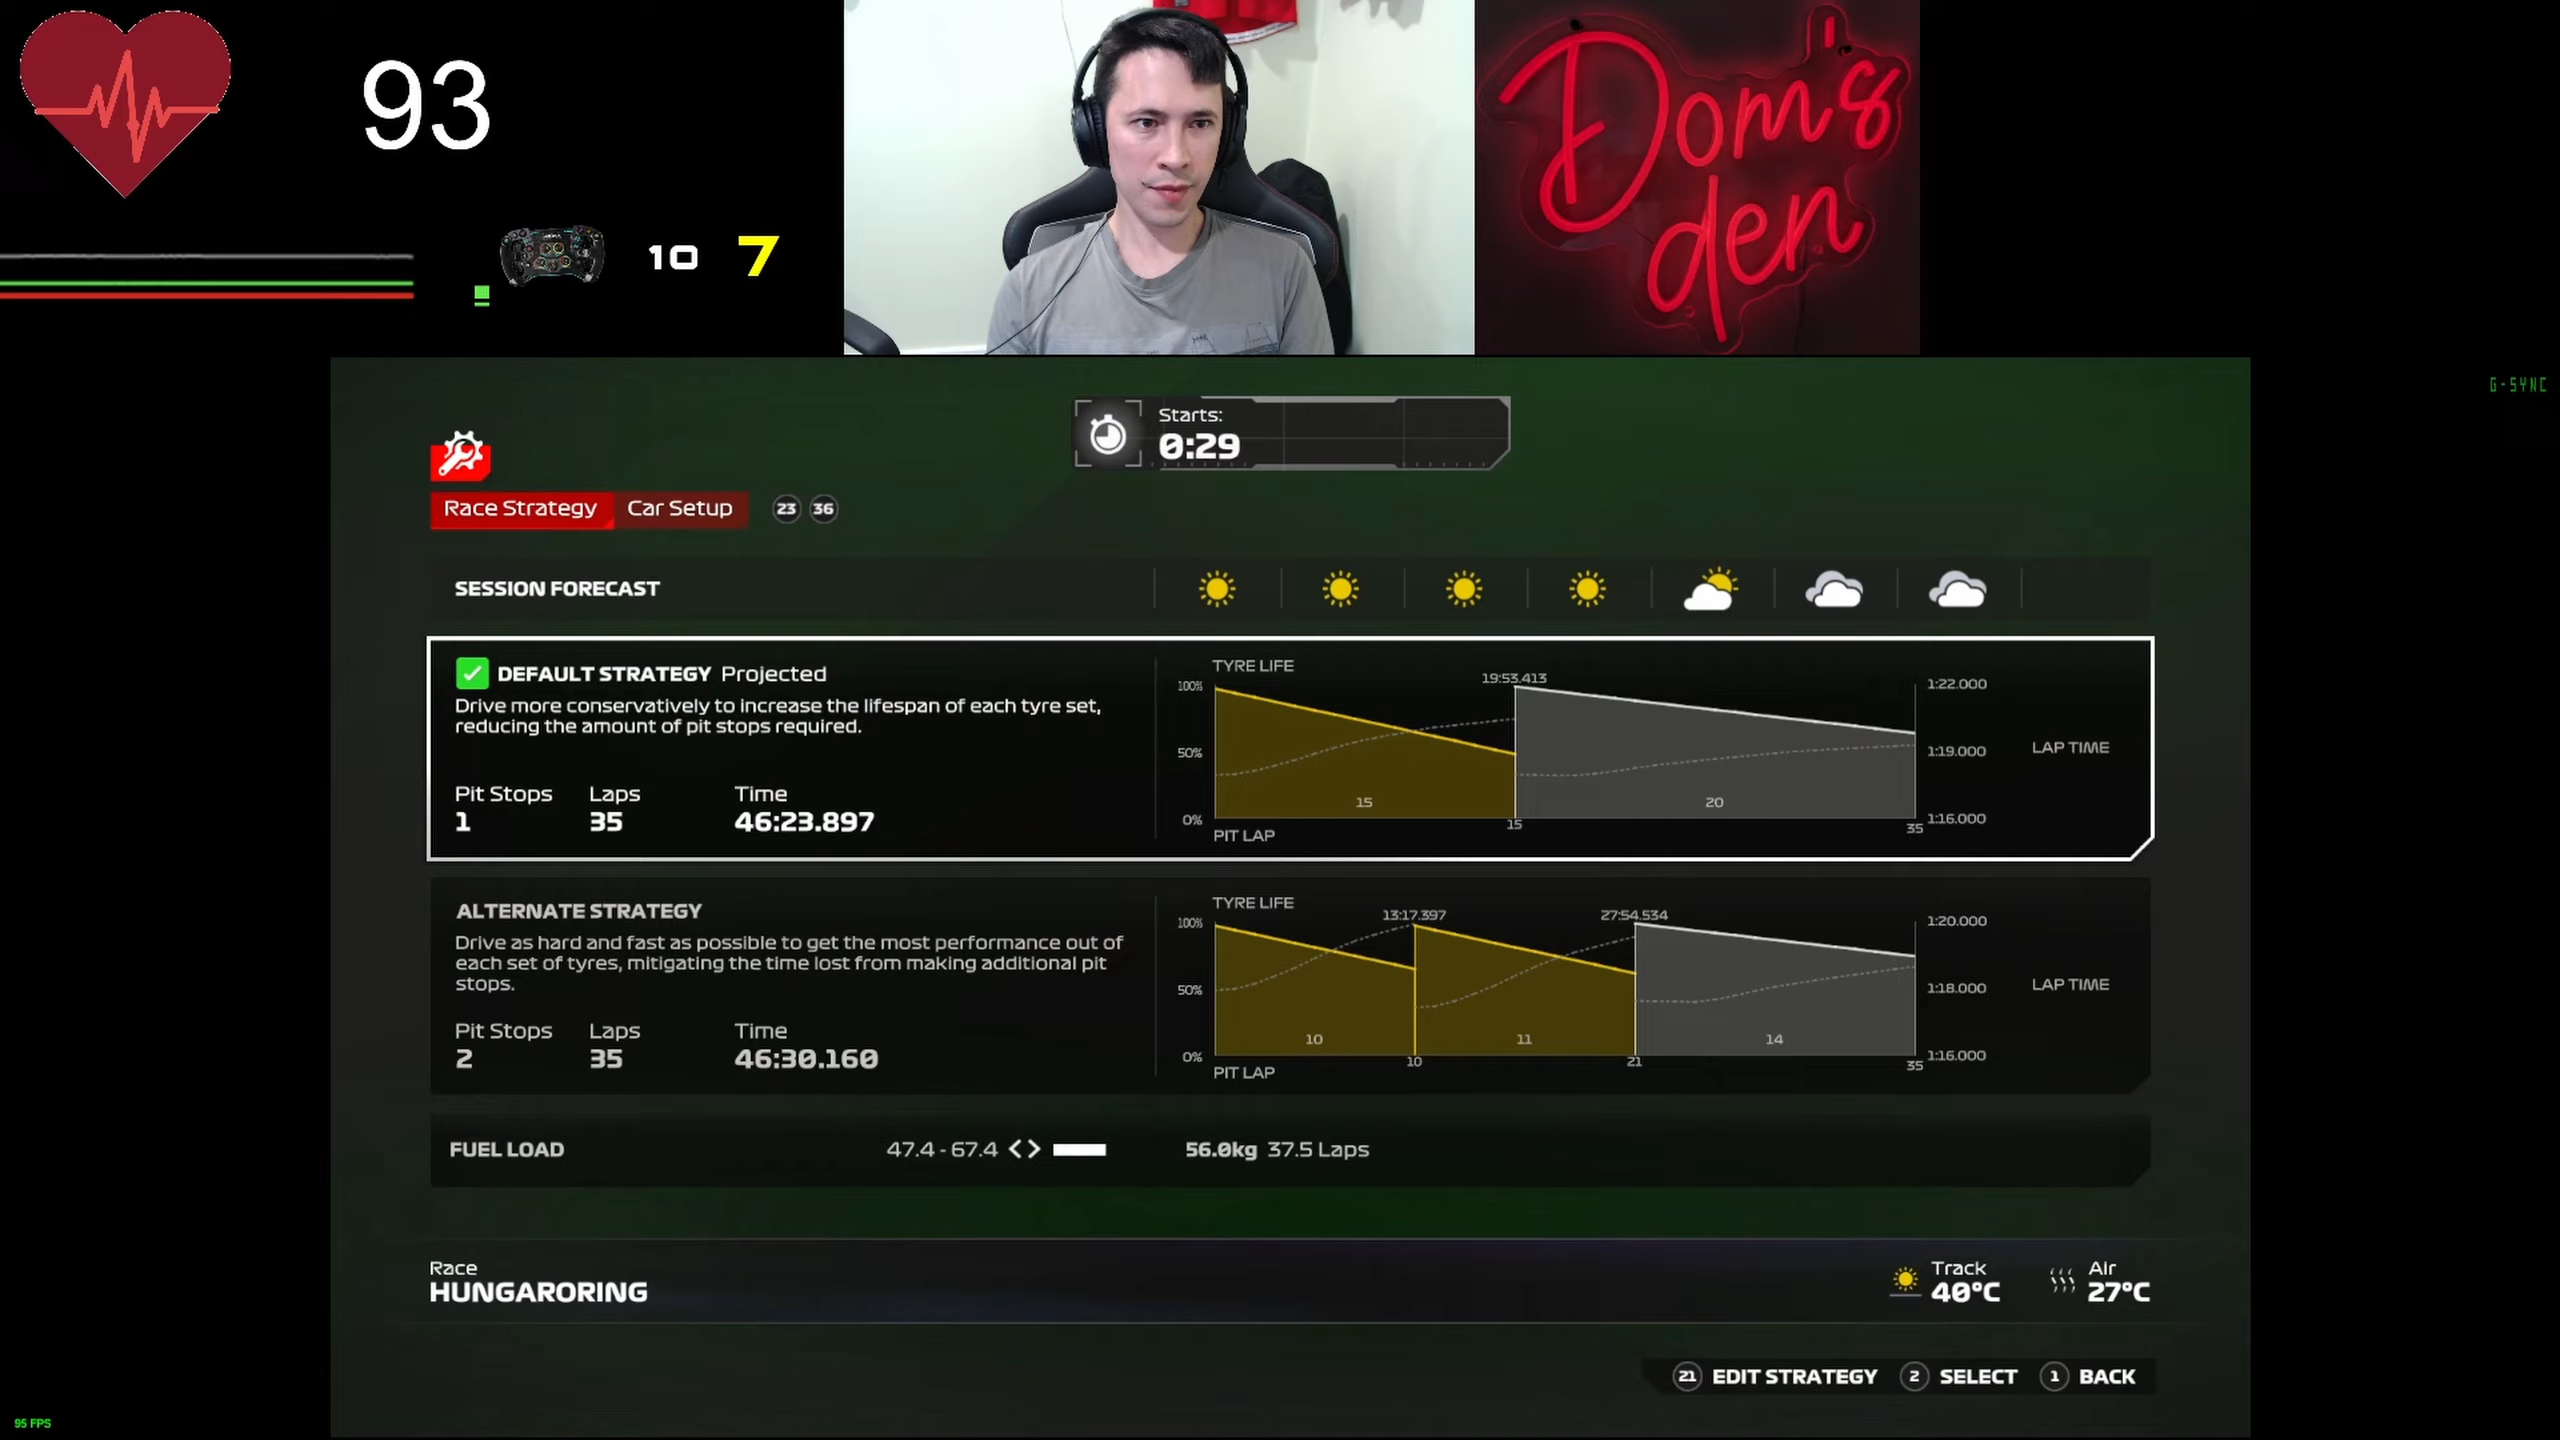 93
10 7
Dom's
den
G-SYNC
Starts:
0:29
Race Strategy Car Setup 23 36
SESSION FORECAST
DEFAULT STRATEGY Projected
Drive more conservatively to increase the lifespan of each tyre set,
reducing the amount of pit stops required.
Pit Stops Laps Time
1 35 46:23.897
TYRE LIFE
19:53.413
100%
50%
0%
15 20
15 35
PIT LAP
1:22.000
1:19.000
1:16.000
LAP TIME
ALTERNATE STRATEGY
Drive as hard and fast as possible to get the most performance out of
each set of tyres, mitigating the time lost from making additional pit
stops.
Pit Stops Laps Time
2 35 46:30.160
TYRE LIFE
13:17.397 27:54.534
100%
50%
0%
10 11 14
10 21 35
PIT LAP
1:20.000
1:18.000
1:16.000
LAP TIME
FUEL LOAD 47.4 - 67.4 56.0kg 37.5 Laps
Race
HUNGARORING
Track
40°C
Air
27°C
21 EDIT STRATEGY 2 SELECT 1 BACK
95 FPS